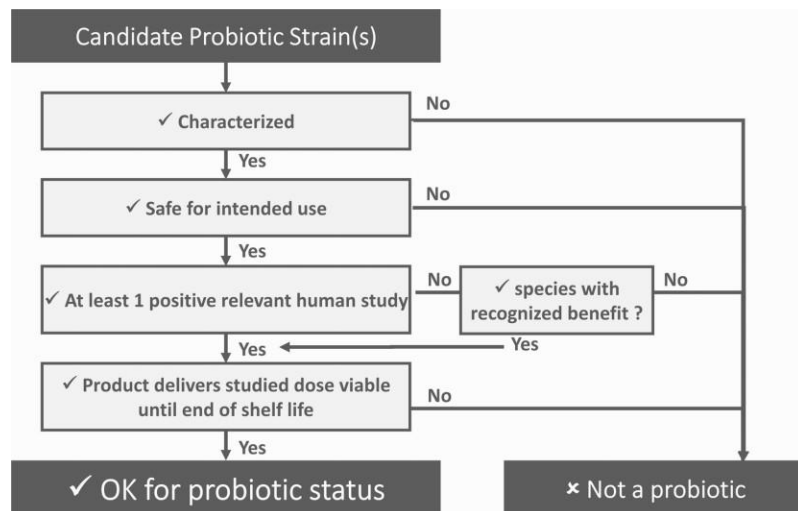 Candidate Probiotic Strain(s)
No
✓ Characterized
Yes
No
✓ Safe for intended use
Yes
No
No
✓ At least 1 positive relevant human study
✓ species with
recognized benefit ?
Yes
Yes
✓ Product delivers studied dose viable
until end of shelf life
No
Yes
✓ OK for probiotic status
✗ Not a probiotic